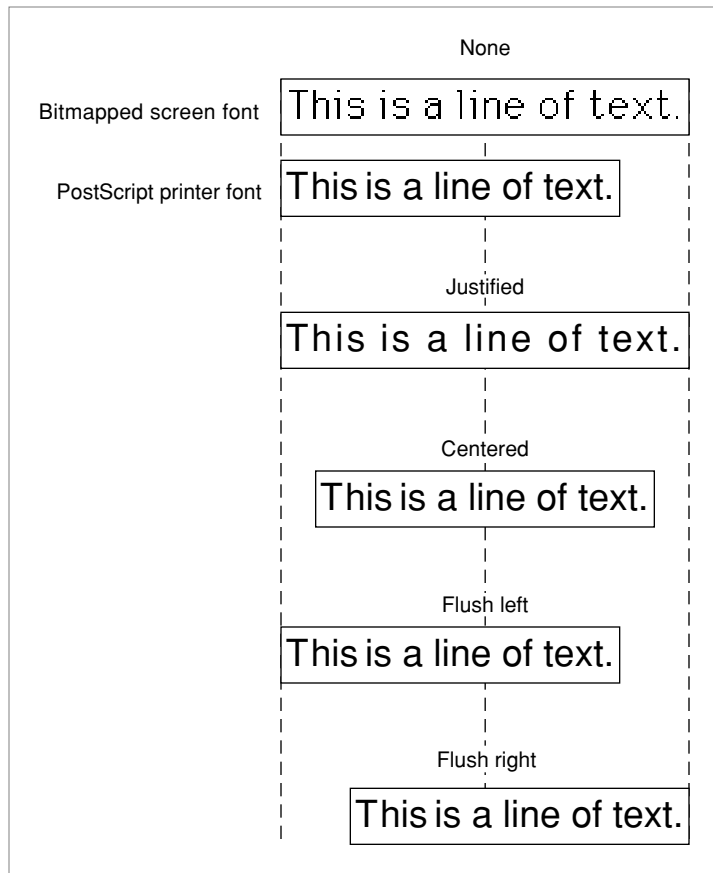 None
Bitmapped screen font This is a line of text.
PostScript printer font This is a line of text.
Justified
This is a line of text.
Centered
This is a line of text.
Flush left
This is a line of text.
Flush right
This is a line of text.